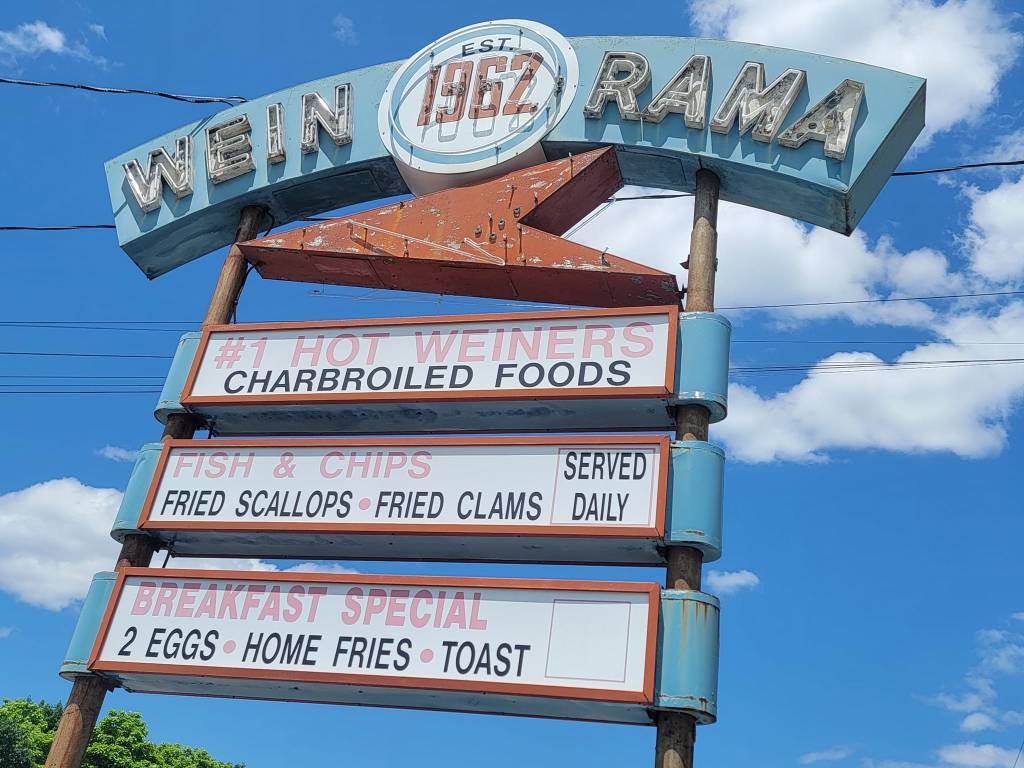 EST.
1962
WEIN RAMA
#1 HOT WEINERS
CHARBROILED FOODS
FISH & CHIPS
FRIED SCALLOPS • FRIED CLAMS
SERVED
DAILY
BREAKFAST SPECIAL
2 EGGS • HOME FRIES • TOAST